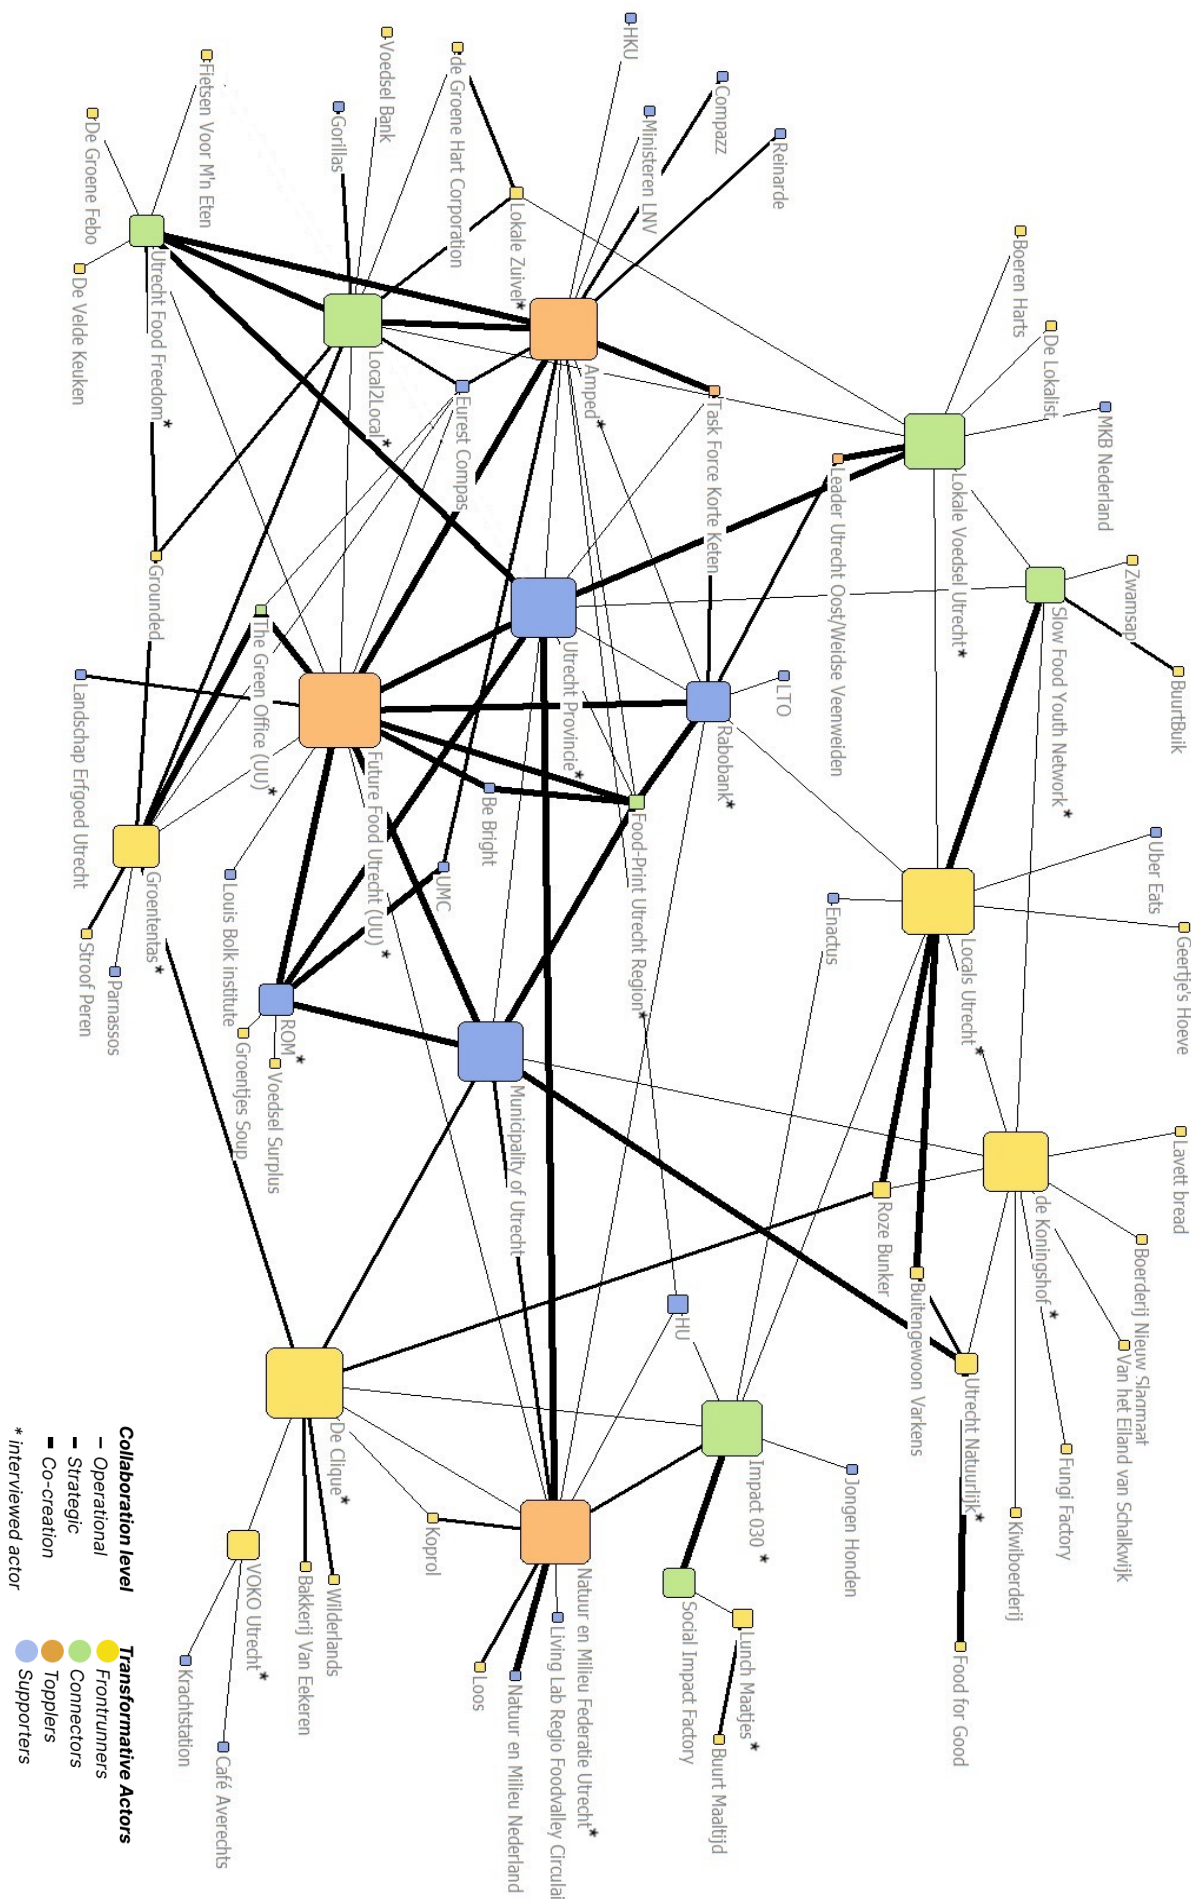 HKU
Compazz
Reinarde
Ministeren LNV
Voedsel Bank
de Groene Hart Corporation
Fietsen Voor M'n Eten
De Groene Febo
Gorillas
Lokale Zuivel*
Boeren Harts
De Lokalist
MKB Nederland
Utrecht Food Freedom*
De Velde Keuken
Local2Local*
Amped*
Eurest Compas
Task Force Korte Keten
Leader Utrecht Oost/Weidse Veenweiden
Lokale Voedsel Utrecht*
Slow Food Youth Network*
Zwamsap
BuurtBuik
Grounded
The Green Office (UU)*
Landschap Erfgoed Utrecht
Utrecht Provincie*
Rabobank*
LTO
Future Food Utrecht (UU)*
Be Bright
Food-Print Utrecht Region*
UMC
Louis Bolk institute
Groententas*
Stroof Peren
Parnassos
Enactus
Locals Utrecht*
Uber Eats
Geertje's Hoeve
ROM*
Groentjes Soup
Voedsel Surplus
Municipality of Utrecht
de Koningshof*
Lavett bread
Boerderij Nieuw Slagmaat
Van het Eiland van Schalkwijk
Fungi Factory
Kiwiboerderij
Roze Bunker
Buitengewoon Varkens
Utrecht Natuurlijk*
Food for Good
HU
Impact 030*
Jongen Honden
Social Impact Factory
Lunch Maatjes*
Buurt Maaltijd
De Clique*
Koprol
VOKO Utrecht*
Bakkerij Van Eekeren
Wilderlands
Krachtstation
Café Averechts
Natuur en Milieu Federatie Utrecht*
Living Lab Regio Foodvalley Circulai
Natuur en Milieu Nederland
Loos
Collaboration level
Operational
Strategic
Co-creation
* interviewed actor
Transformative Actors
Frontrunners
Connectors
Topplers
Supporters